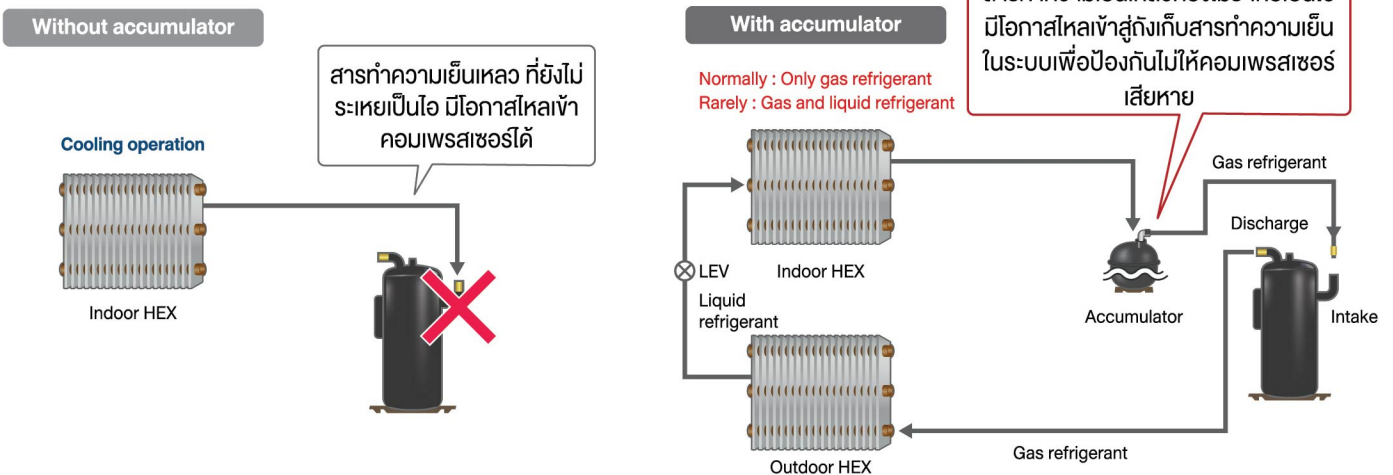 Without accumulator
สารทำความเย็นเหลว ที่ยังไม่
ระเหยเป็นไอ มีโอกาสไหลเข้า
คอมเพรสเซอร์ได้
Cooling operation
Indoor HEX
With accumulator
Normally : Only gas refrigerant
Rarely : Gas and liquid refrigerant
มีโอกาสไหลเข้าสู่ถังเก็บสารทำความเย็น
ในระบบเพื่อป้องกันไม่ให้คอมเพรสเซอร์
เสียหาย
Gas refrigerant
Discharge
LEV
Indoor HEX
Liquid
refrigerant
Accumulator
Intake
Gas refrigerant
Outdoor HEX